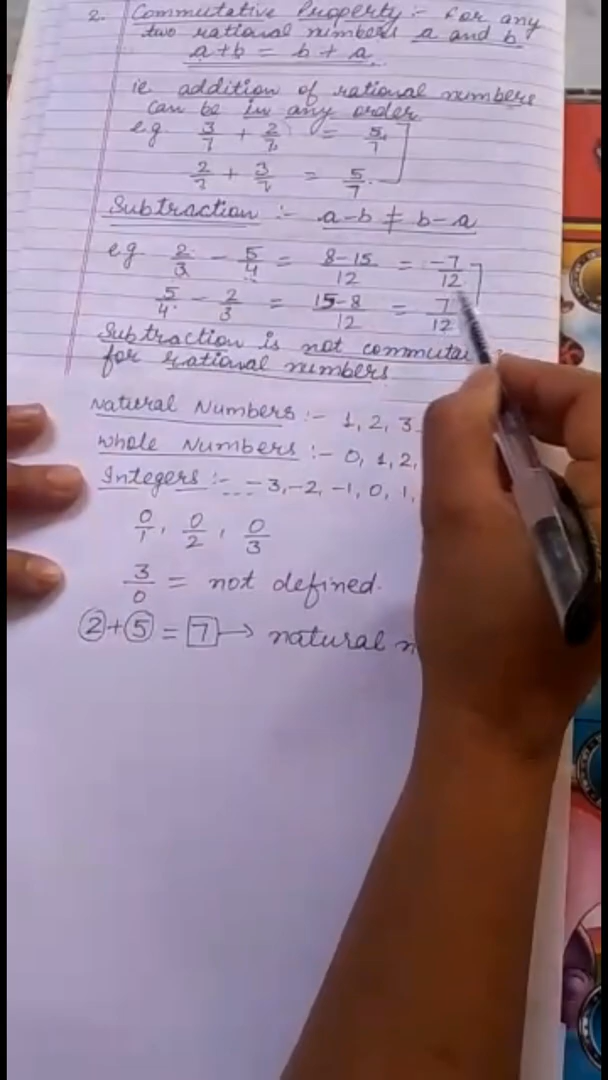 2. Commutative Property :- For any
two rational numbers a and b.
a+b = b+a.
ie addition of rational numbers
can be in any order
eg 3/7 + 2/7 = 5/7
2/7 + 3/7 = 5/7
Subtraction :- a-b ≠ b-a
eg 2/3 - 5/4 = 8-15/12 = -7/12
5/4 - 2/3 = 15-8/12 = 7/12
Subtraction is not
for rational numbers
Natural Numbers :- 1, 2, 3
Whole Numbers :- 0, 1, 2,
Integers :- --- -3, -2, -1, 0, 1,
0/1, 0/2, 0/3
3/0 = not defined.
2+5 = 7 → natural